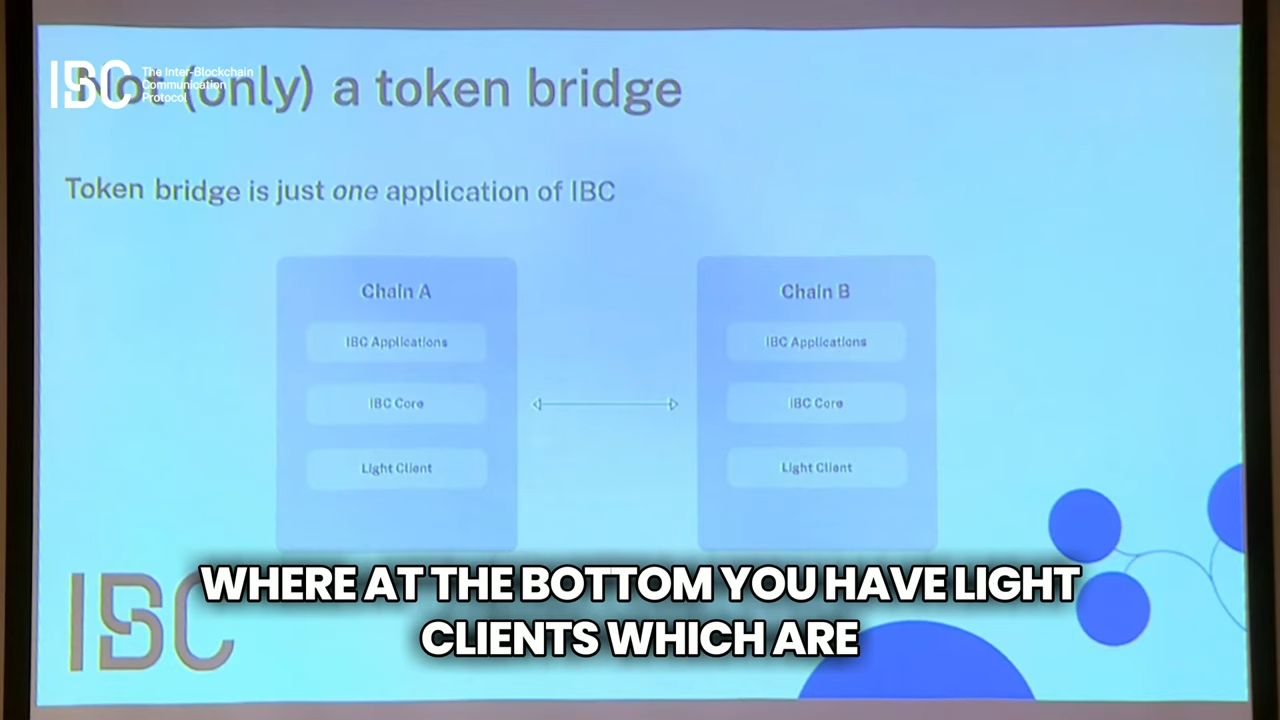 IBC
The Inter-Blockchain
Communication
Protocol
(only) a token bridge
Token bridge is just one application of IBC
Chain A
Chain B
IBC Applications
IBC Applications
IBC Core
IBC Core
Light Client
Light Client
IBC
WHERE AT THE BOTTOM YOU HAVE LIGHT
CLIENTS WHICH ARE